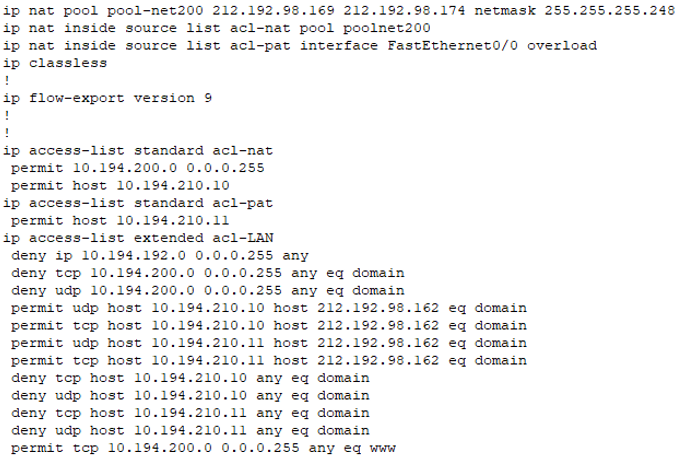 ip nat pool pool-net200 212.192.98.169 212.192.98.174 netmask 255.255.255.248
ip nat inside source list acl-nat pool poolnet200
ip nat inside source list acl-pat interface FastEthernet0/0 overload
ip classless
!
ip flow-export version 9
!
!
ip access-list standard acl-nat
 permit 10.194.200.0 0.0.0.255
 permit host 10.194.210.10
ip access-list standard acl-pat
 permit host 10.194.210.11
ip access-list extended acl-LAN
 deny ip 10.194.192.0 0.0.0.255 any
 deny tcp 10.194.200.0 0.0.0.255 any eq domain
 deny udp 10.194.200.0 0.0.0.255 any eq domain
 permit udp host 10.194.210.10 host 212.192.98.162 eq domain
 permit tcp host 10.194.210.10 host 212.192.98.162 eq domain
 permit udp host 10.194.210.11 host 212.192.98.162 eq domain
 permit tcp host 10.194.210.11 host 212.192.98.162 eq domain
 deny tcp host 10.194.210.10 any eq domain
 deny udp host 10.194.210.10 any eq domain
 deny tcp host 10.194.210.11 any eq domain
 deny udp host 10.194.210.11 any eq domain
 permit tcp 10.194.200.0 0.0.0.255 any eq www